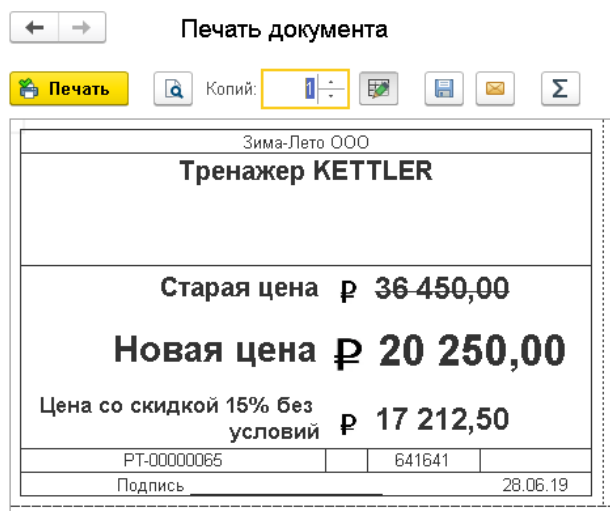 Печать документа
Печать Копий: 1
Зима-Лето ООО
Тренажер KETTLER
Старая цена ₽ 36 450,00
Новая цена ₽ 20 250,00
Цена со скидкой 15% без
условий ₽ 17 212,50
РТ-00000065 641641
Подпись 28.06.19